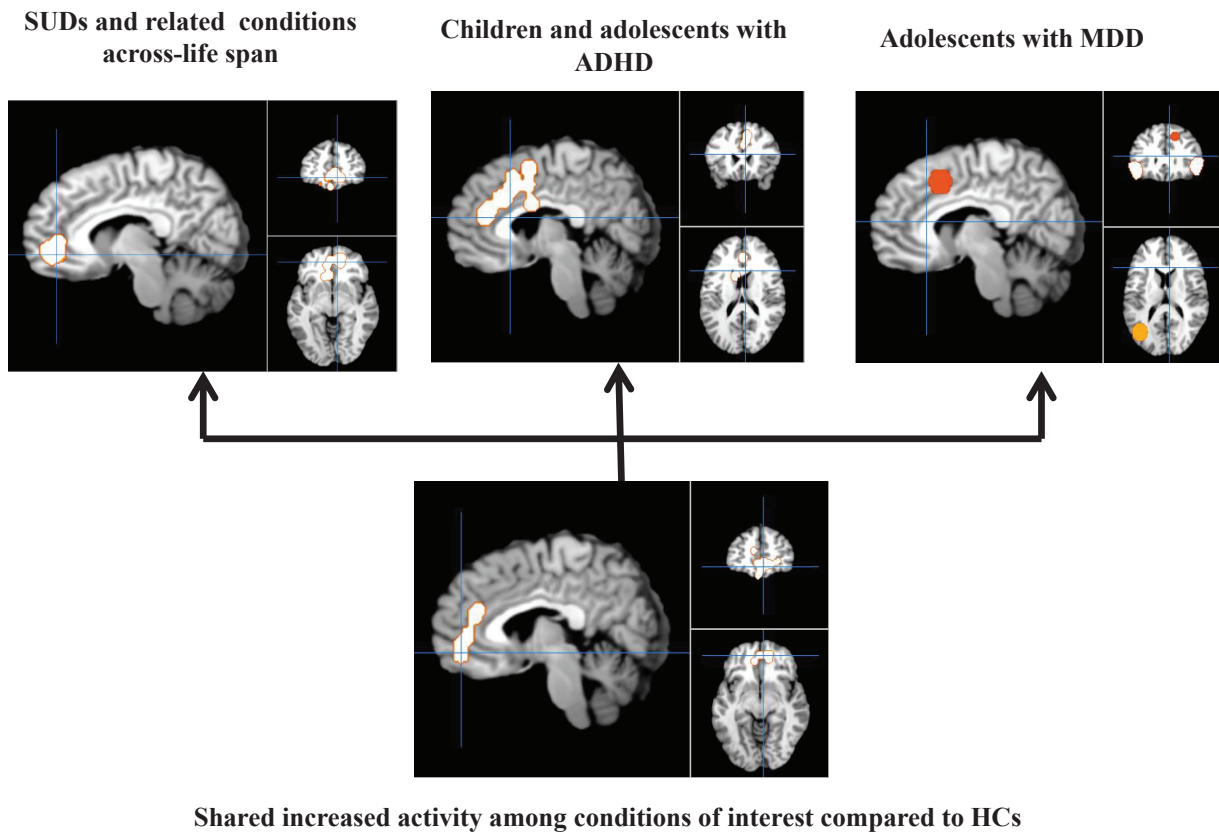 SUDs and related conditions
across-life span
Children and adolescents with
ADHD
Adolescents with MDD
Shared increased activity among conditions of interest compared to HCs